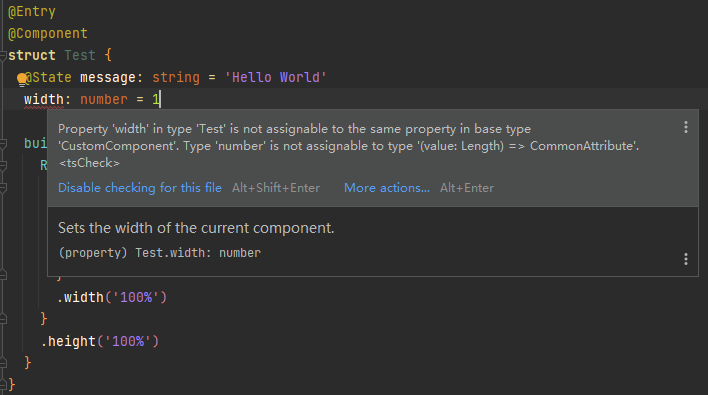 @Entry
@Component
struct Test {
@State message: string = 'Hello World'
width: number = 1
Property 'width' in type 'Test' is not assignable to the same property in base type
'CustomComponent'. Type 'number' is not assignable to type '(value: Length) => CommonAttribute'.
<tsCheck>
bui
R
Disable checking for this file Alt+Shift+Enter More actions... Alt+Enter
Sets the width of the current component.
(property) Test.width: number
}
.width('100%')
}
.height('100%')
}
}